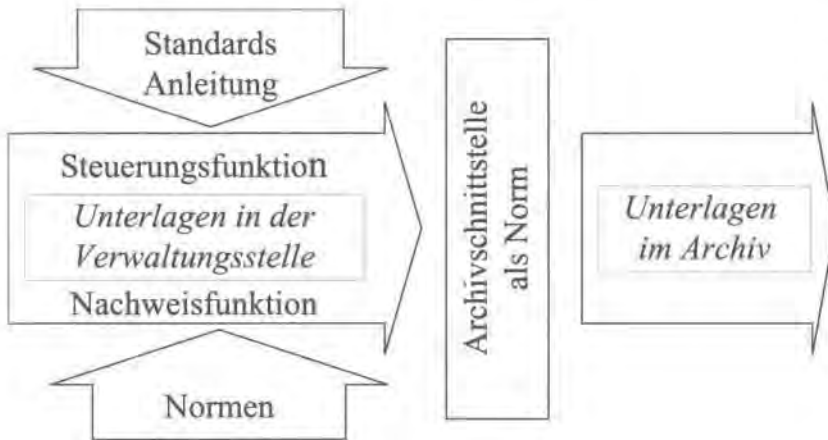 Standards
Anleitung
Steuerungsfunktion
Unterlagen in der
Verwaltungsstelle
Nachweisfunktion
Normen
Archivschnittstelle
als Norm
Unterlagen
im Archiv